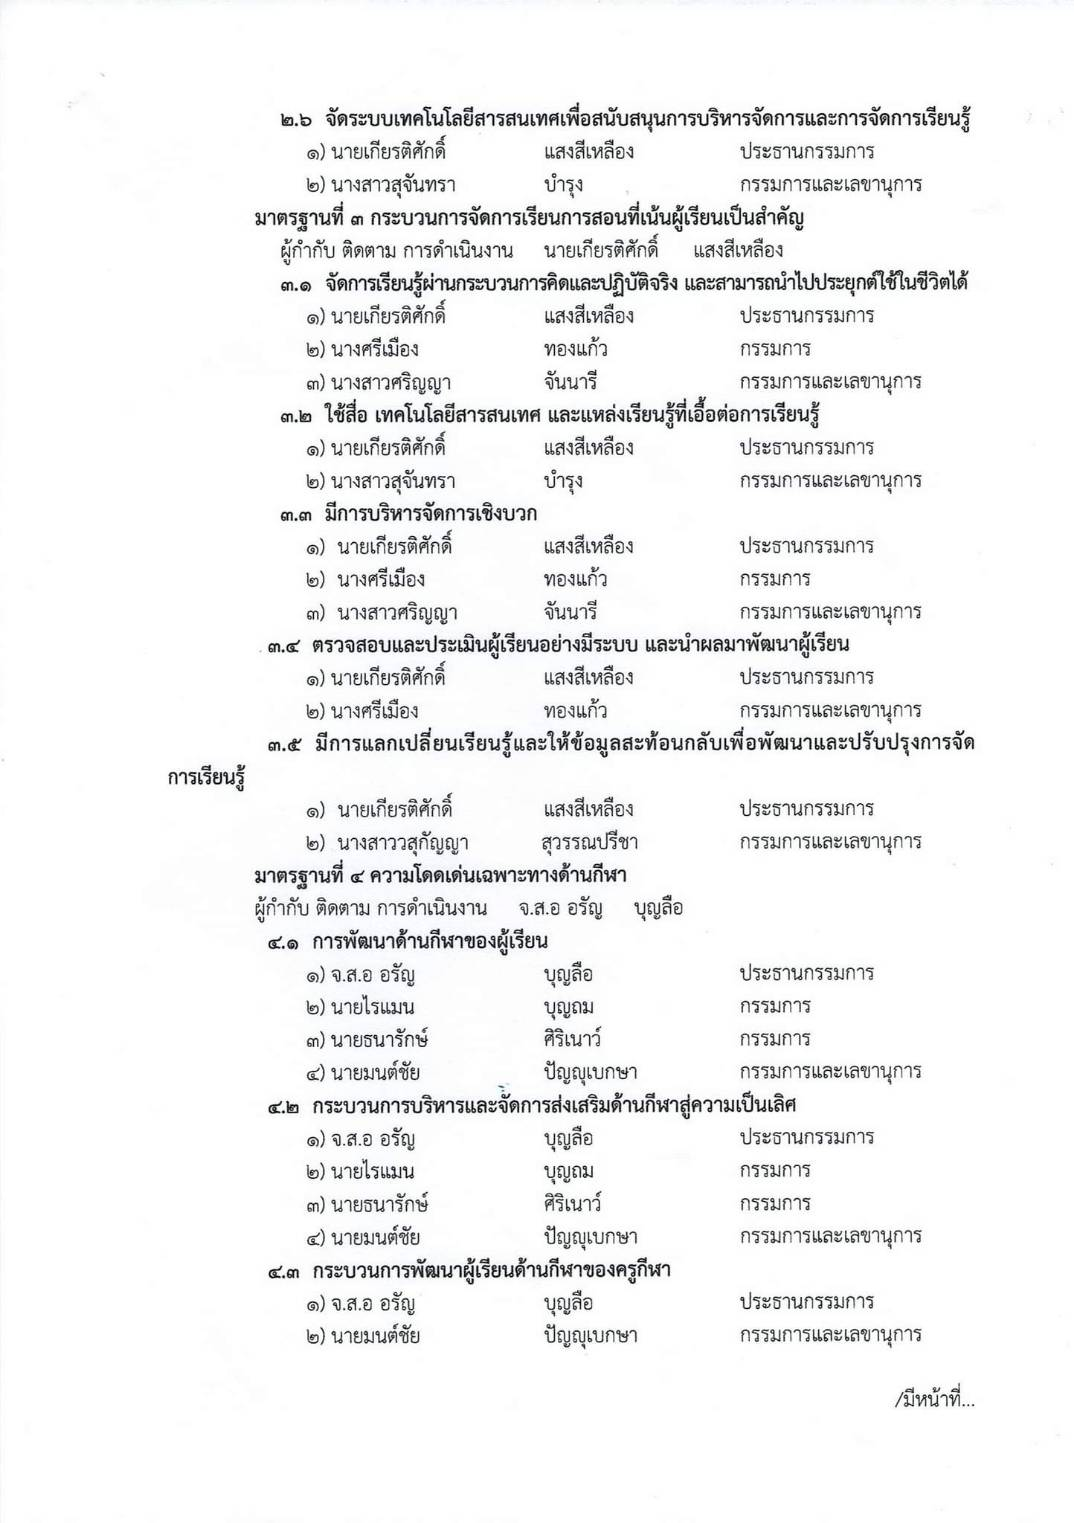 ๒.๖ จัดระบบเทคโนโลยีสารสนเทศเพื่อสนับสนุนการบริหารจัดการและการจัดการเรียนรู้
๑) นายเกียรติศักดิ์ แสงสีเหลือง ประธานกรรมการ
๒) นางสาวสุจันทรา บำรุง กรรมการและเลขานุการ
มาตรฐานที่ ๓ กระบวนการจัดการเรียนการสอนที่เน้นผู้เรียนเป็นสำคัญ
ผู้กำกับ ติดตาม การดำเนินงาน นายเกียรติศักดิ์ แสงสีเหลือง
๓.๑ จัดการเรียนรู้ผ่านกระบวนการคิดและปฏิบัติจริง และสามารถนำไปประยุกต์ใช้ในชีวิตได้
๑) นายเกียรติศักดิ์ แสงสีเหลือง ประธานกรรมการ
๒) นางศรีเมือง ทองแก้ว กรรมการ
๓) นางสาวศริญญา จันนารี กรรมการและเลขานุการ
๓.๒ ใช้สื่อ เทคโนโลยีสารสนเทศ และแหล่งเรียนรู้ที่เอื้อต่อการเรียนรู้
๑) นายเกียรติศักดิ์ แสงสีเหลือง ประธานกรรมการ
๒) นางสาวสุจันทรา บำรุง กรรมการและเลขานุการ
๓.๓ มีการบริหารจัดการเชิงบวก
๑) นายเกียรติศักดิ์ แสงสีเหลือง ประธานกรรมการ
๒) นางศรีเมือง ทองแก้ว กรรมการ
๓) นางสาวศริญญา จันนารี กรรมการและเลขานุการ
๓.๔ ตรวจสอบและประเมินผู้เรียนอย่างมีระบบ และนำผลมาพัฒนาผู้เรียน
๑) นายเกียรติศักดิ์ แสงสีเหลือง ประธานกรรมการ
๒) นางศรีเมือง ทองแก้ว กรรมการและเลขานุการ
๓.๕ มีการแลกเปลี่ยนเรียนรู้และให้ข้อมูลสะท้อนกลับเพื่อพัฒนาและปรับปรุงการจัด
การเรียนรู้
๑) นายเกียรติศักดิ์ แสงสีเหลือง ประธานกรรมการ
๒) นางสาววสุกัญญา สุวรรณปรีชา กรรมการและเลขานุการ
มาตรฐานที่ ๔ ความโดดเด่นเฉพาะทางด้านกีฬา
ผู้กำกับ ติดตาม การดำเนินงาน จ.ส.อ อรัญ บุญลือ
๔.๑ การพัฒนาด้านกีฬาของผู้เรียน
๑) จ.ส.อ อรัญ บุญลือ ประธานกรรมการ
๒) นายไรแมน บุญถม กรรมการ
๓) นายธนารักษ์ ศิริเนาว์ กรรมการ
๔) นายมนต์ชัย ปัญญุเบกษา กรรมการและเลขานุการ
๔.๒ กระบวนการบริหารและจัดการส่งเสริมด้านกีฬาสู่ความเป็นเลิศ
๑) จ.ส.อ อรัญ บุญลือ ประธานกรรมการ
๒) นายไรแมน บุญถม กรรมการ
๓) นายธนารักษ์ ศิริเนาว์ กรรมการ
๔) นายมนต์ชัย ปัญญุเบกษา กรรมการและเลขานุการ
๔.๓ กระบวนการพัฒนาผู้เรียนด้านกีฬาของครูกีฬา
๑) จ.ส.อ อรัญ บุญลือ ประธานกรรมการ
๒) นายมนต์ชัย ปัญญุเบกษา กรรมการและเลขานุการ
/มีหน้าที่...